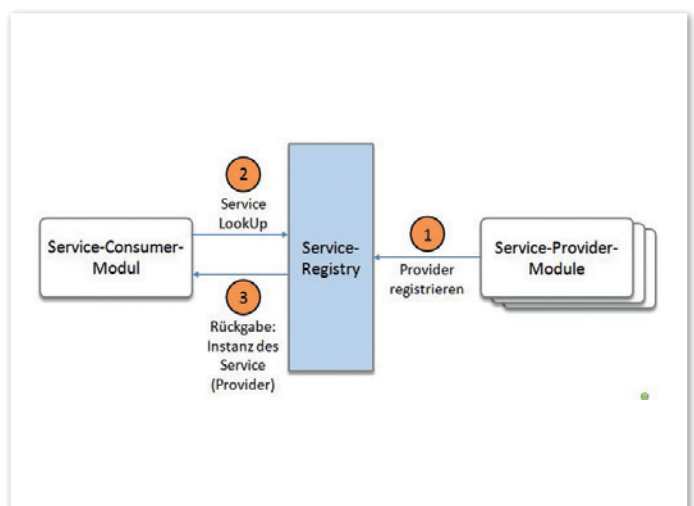 2
Service
LookUp
Service-Consumer-
Modul
3
Rückgabe:
Instanz des
Service
(Provider)
Service-
Registry
1
Provider
registrieren
Service-Provider-
Module